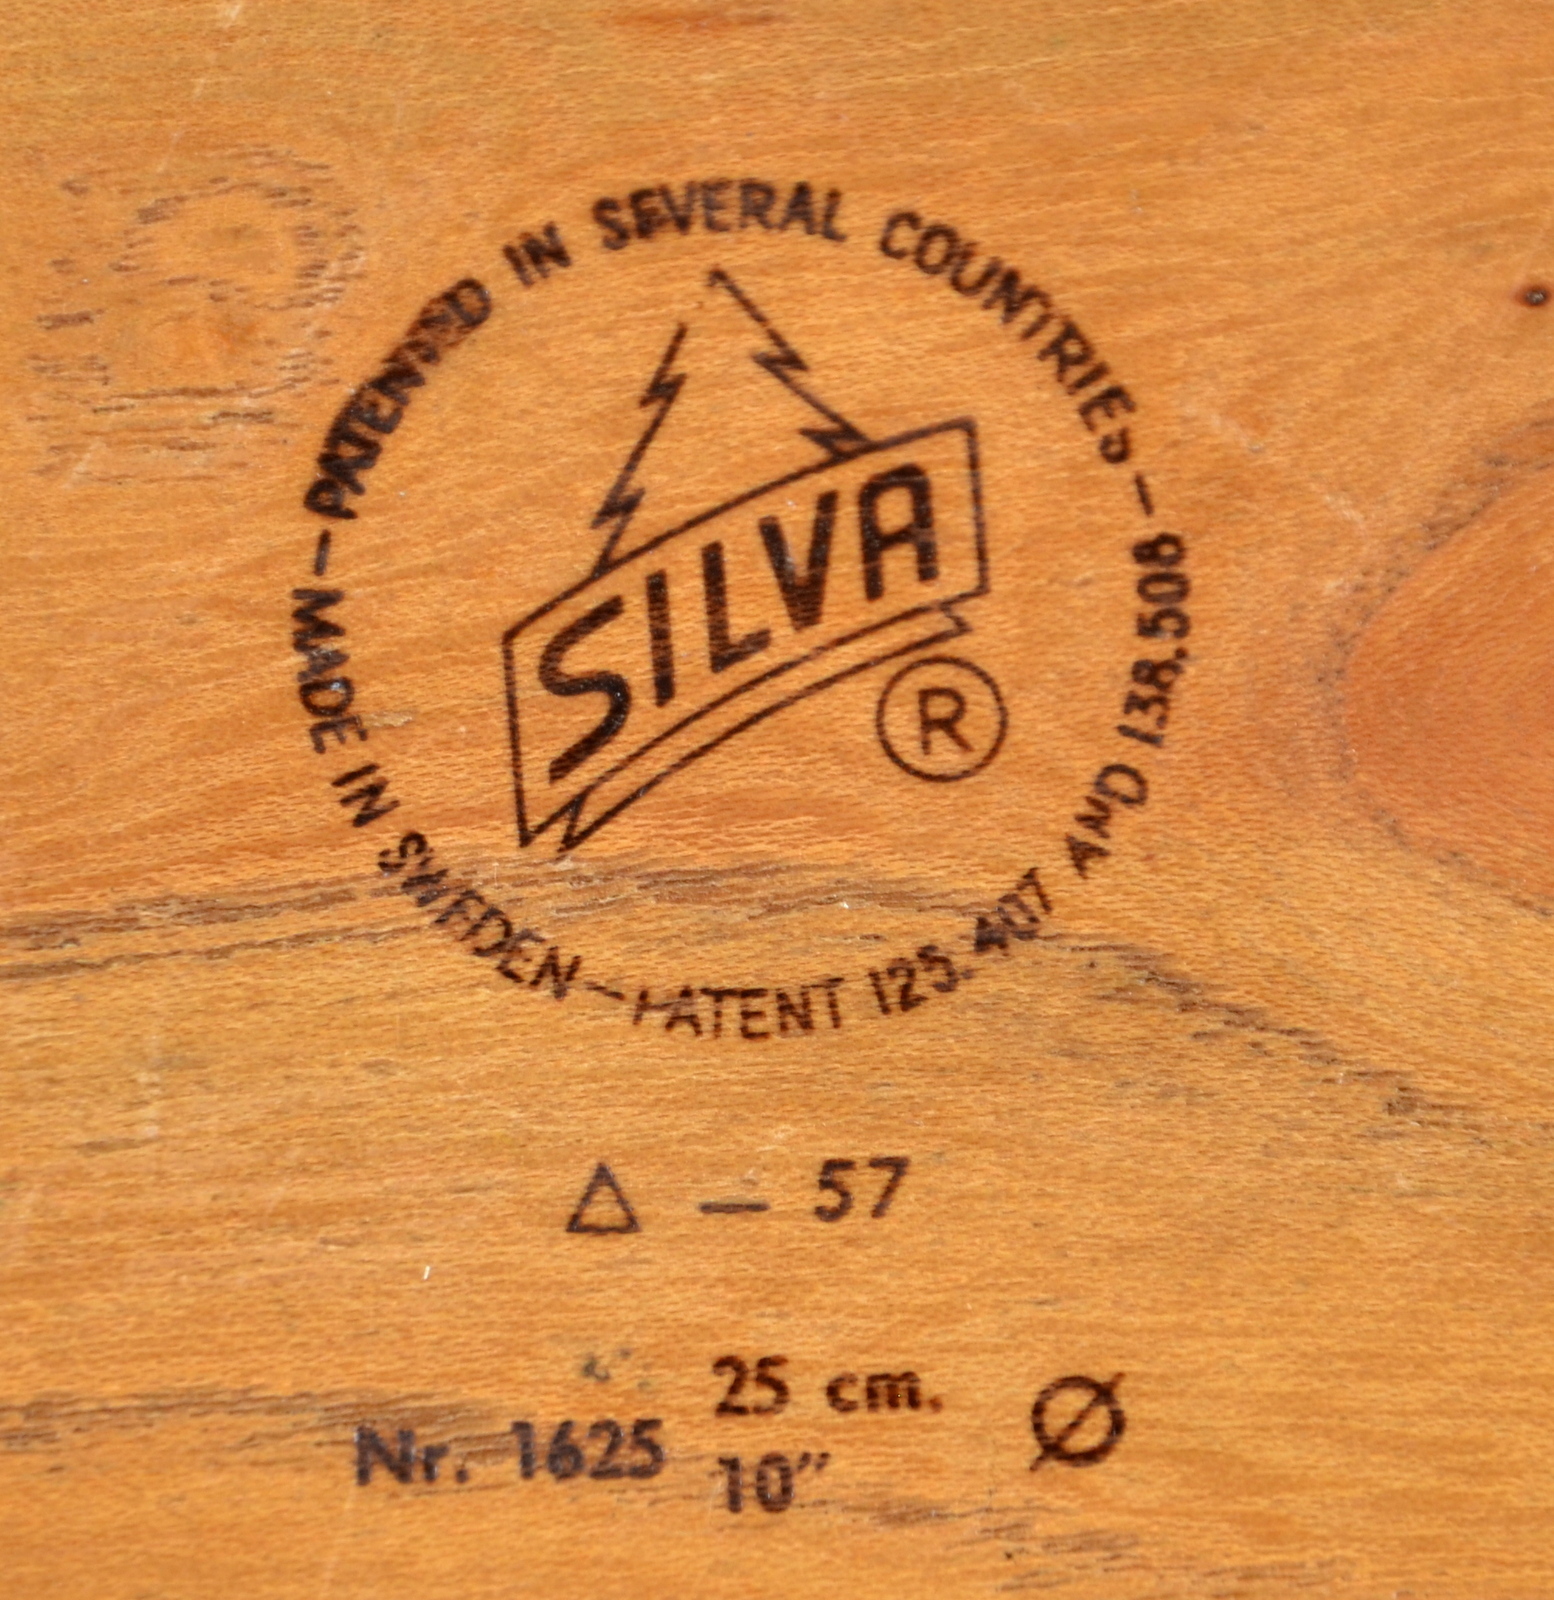 —PATENTED IN SEVERAL COUNTRIES—
138.508
MADE IN SWEDEN—PATENT 125.407 AND
SILVA
R
Δ — 57
25 cm. Ø
Nr. 1625
10"